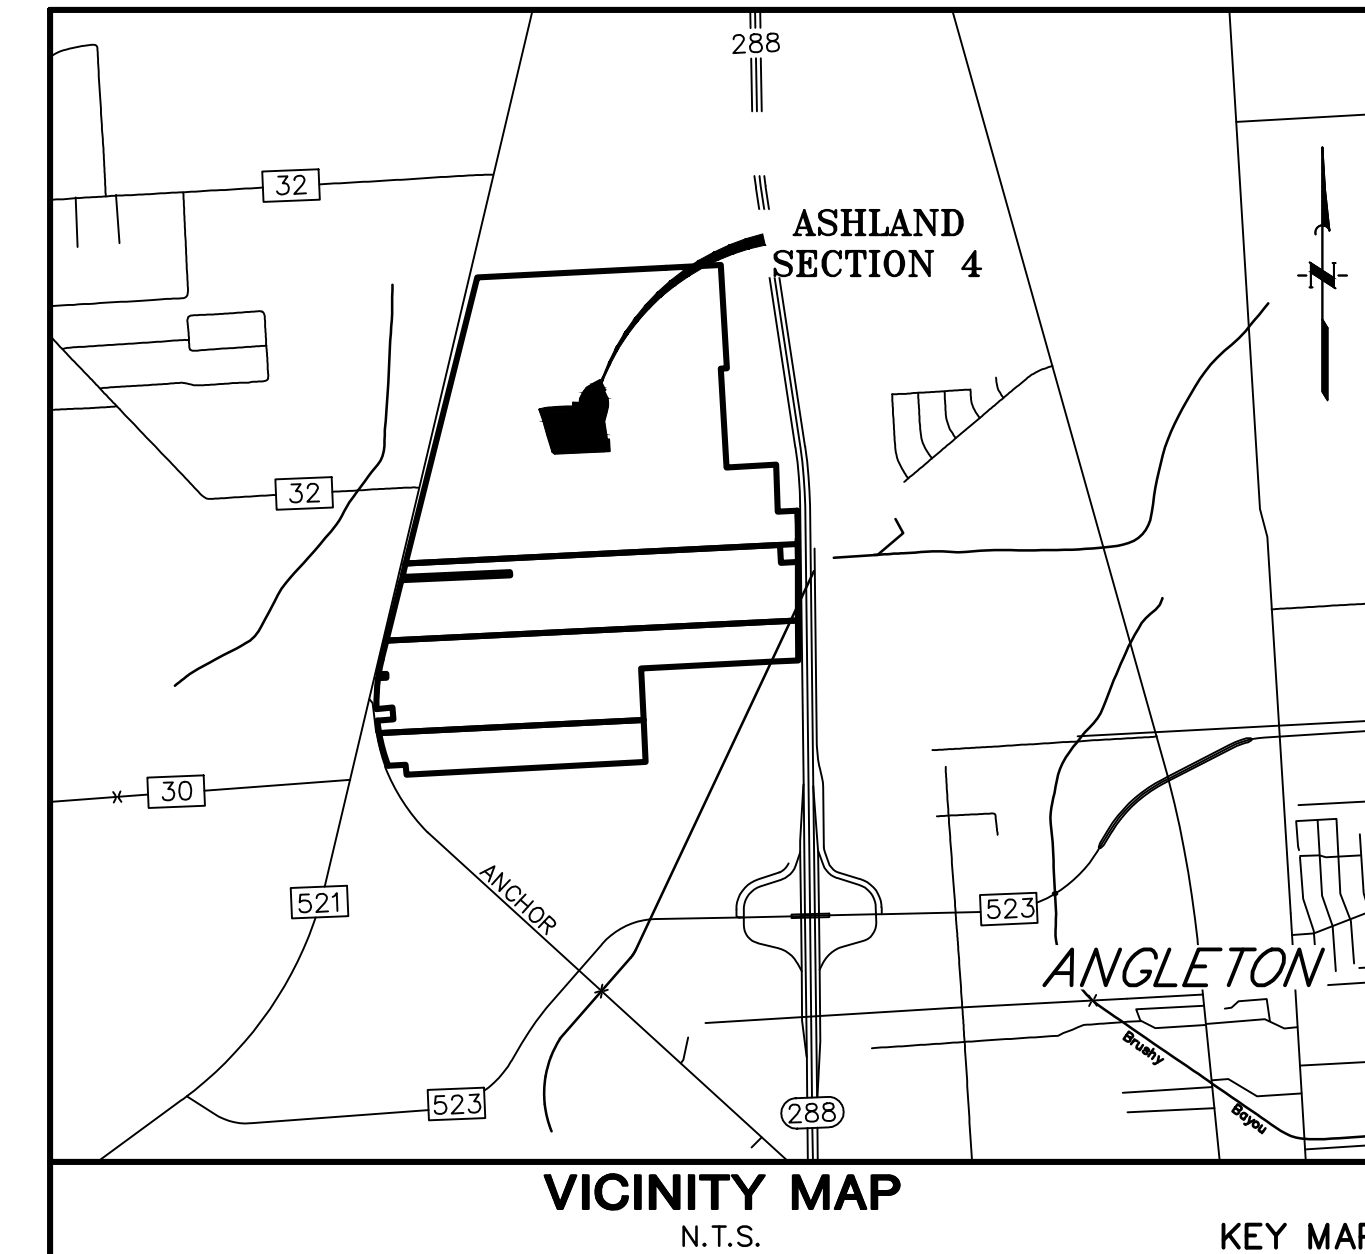 288
32
ASHLAND
SECTION 4
N
32
30
521
ANCHOR
523
ANGLETON
Brushy
523
288
Bayou
VICINITY MAP
N.T.S.
KEY MAP